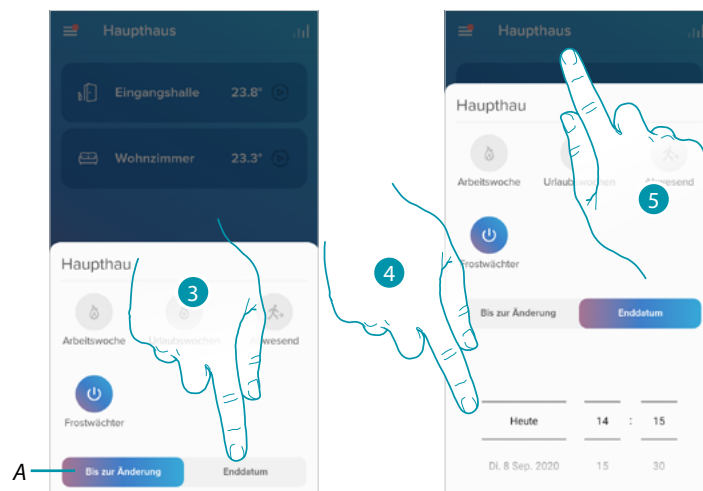 Haupthaus
Eingangshalle 23.8°
Wohnzimmer 23.3°
Haupthau
3
Arbeitswoche Urlaubswochen
Frostwächter
A
Bis zur Änderung Enddatum
Haupthaus
Haupthau
Arbeitswoche
5
4
Frostwächter
Bis zur Änderung Enddatum
Heute 14 : 15
Di. 8 Sep. 2020 15 30